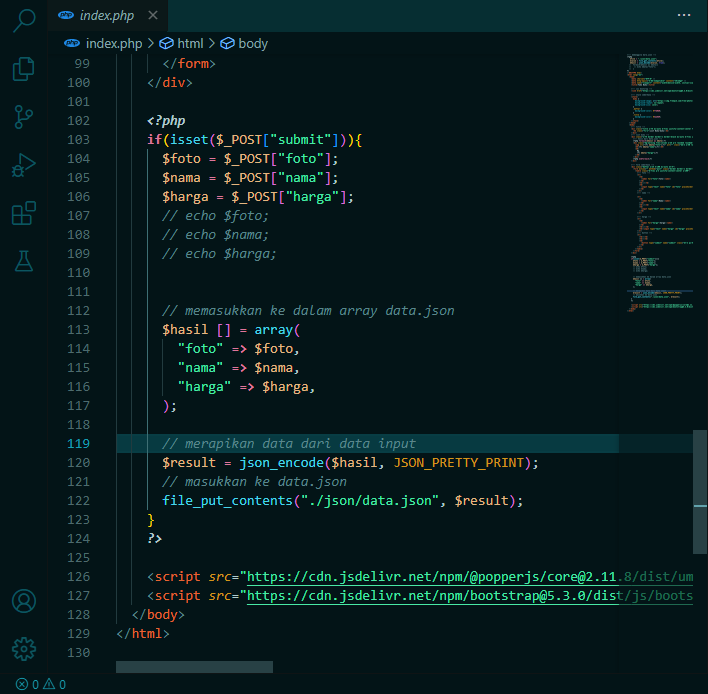 index.php
index.php > html > body
99 </form>
100 </div>
101
102 <?php
103 if(isset($_POST["submit"])){
104 $foto = $_POST["foto"];
105 $nama = $_POST["nama"];
106 $harga = $_POST["harga"];
107 // echo $foto;
108 // echo $nama;
109 // echo $harga;
110
111
112 // memasukkan ke dalam array data.json
113 $hasil [] = array(
114 "foto" => $foto,
115 "nama" => $nama,
116 "harga" => $harga,
117 );
118
119 // merapikan data dari data input
120 $result = json_encode($hasil, JSON_PRETTY_PRINT);
121 // masukkan ke data.json
122 file_put_contents("./json/data.json", $result);
123 }
124 ?>
125
126 <script src="https://cdn.jsdelivr.net/npm/@popperjs/core@2.11.8/dist/um
127 <script src="https://cdn.jsdelivr.net/npm/bootstrap@5.3.0/dist/js/boots
128 </body>
129 </html>
130
0 0